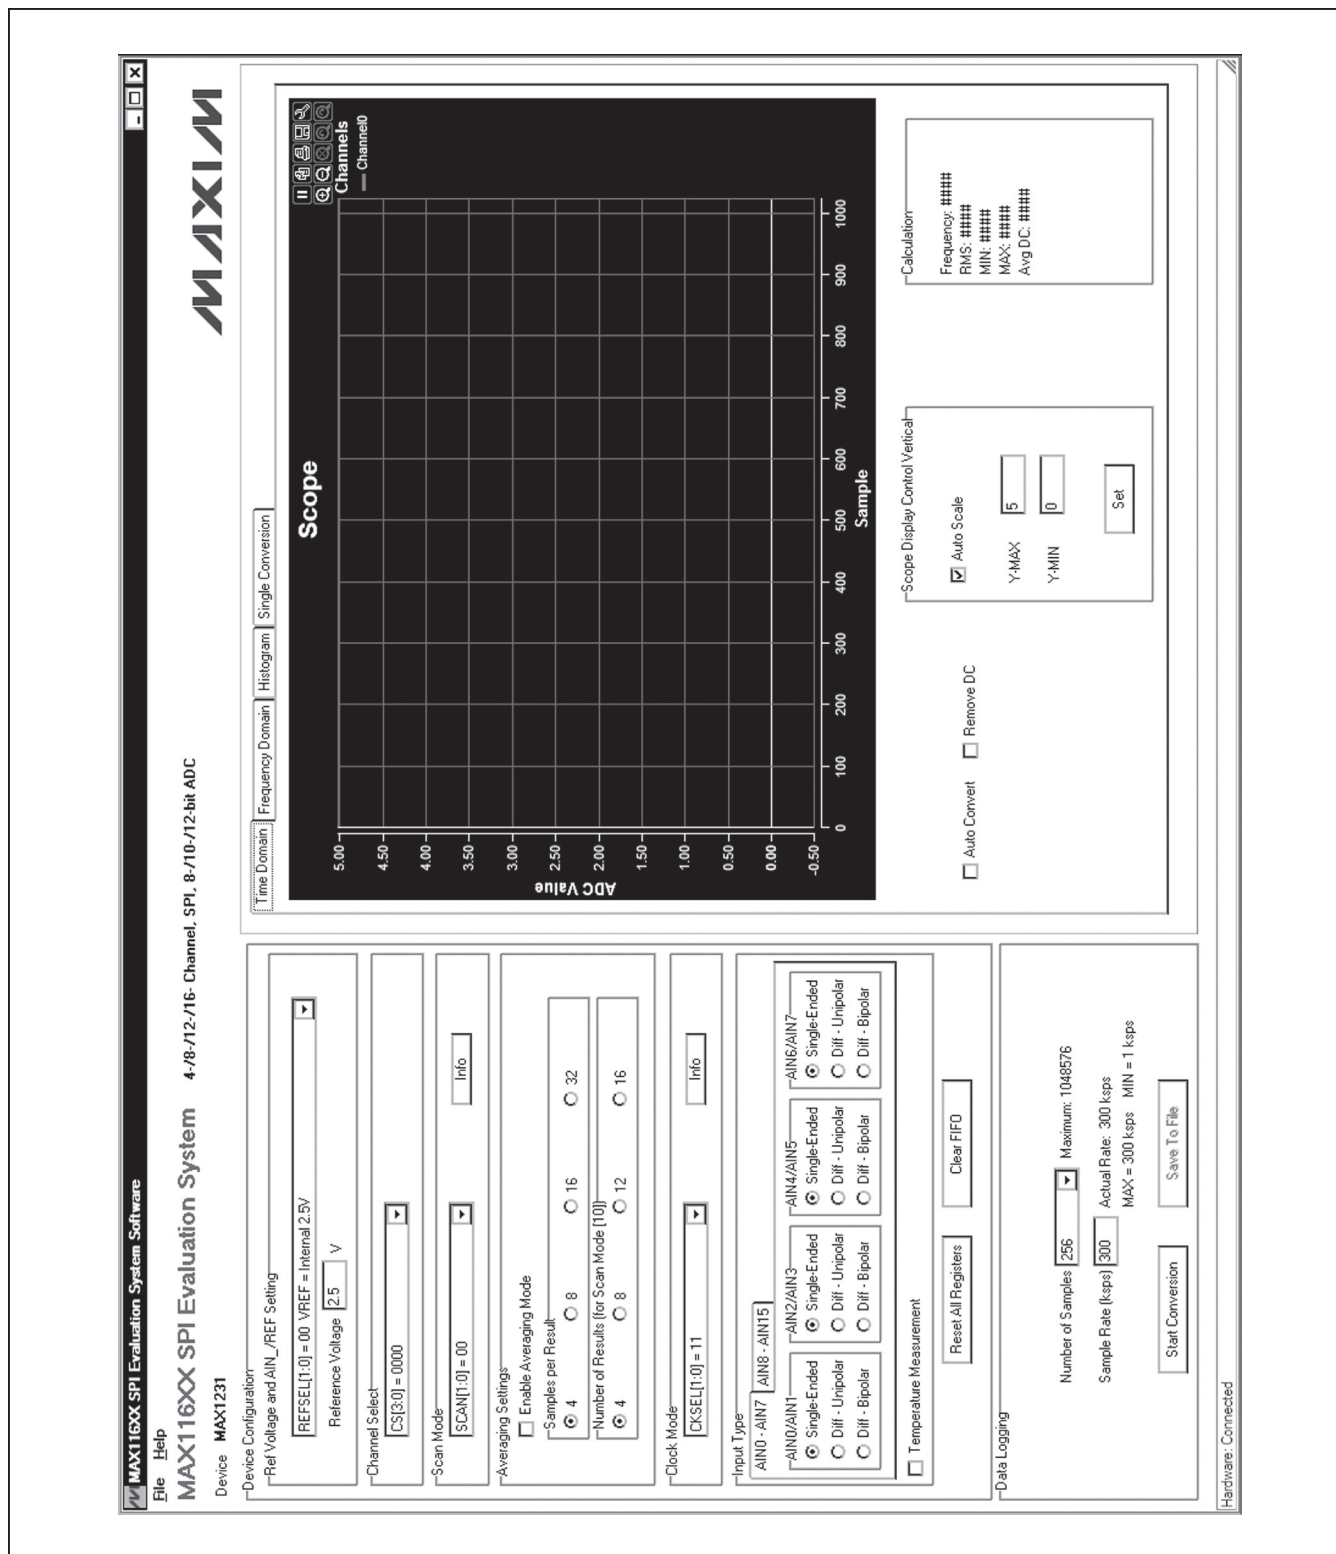 MAX116XX SPI Evaluation System Software
File Help
MAX116XX SPI Evaluation System 4-/8-/12-/16- Channel, SPI, 8-/10-/12-bit ADC
MAXIM
Device MAX1231
Device Configuration
Ref Voltage and AIN_/REF Setting
REFSEL[1:0] = 00 VREF = Internal 2.5V
Reference Voltage 2.5 V
Channel Select
CS[3:0] = 0000
Scan Mode
SCAN[1:0] = 00
Info
Averaging Settings
Enable Averaging Mode
Samples per Result
4 8 16 32
Number of Results (for Scan Mode [10])
4 8 12 16
Clock Mode
CKSEL[1:0] = 11
Info
Input Type
AIN0 - AIN7 AIN8 - AIN15
AIN0/AIN1 AIN2/AIN3 AIN4/AIN5 AIN6/AIN7
Single-Ended Single-Ended Single-Ended Single-Ended
Diff - Unipolar Diff - Unipolar Diff - Unipolar Diff - Unipolar
Diff - Bipolar Diff - Bipolar Diff - Bipolar Diff - Bipolar
Temperature Measurement
Reset All Registers Clear FIFO
Data Logging
Number of Samples 256 Maximum: 1048576
Sample Rate (ksps) 300 Actual Rate: 300 ksps
MAX = 300 ksps MIN = 1 ksps
Start Conversion Save To File
Time Domain Frequency Domain Histogram Single Conversion
Scope
Channels
Channel0
ADC Value
5.00
4.50
4.00
3.50
3.00
2.50
2.00
1.50
1.00
0.50
0.00
-0.50
0 100 200 300 400 500 600 700 800 900 1000
Sample
Auto Convert Remove DC
Scope Display Control Vertical
Auto Scale
Y-MAX 5
Y-MIN 0
Set
Calculation
Frequency: ####
RMS: ####
MIN: ####
MAX: ####
Avg DC: ####
Hardware: Connected